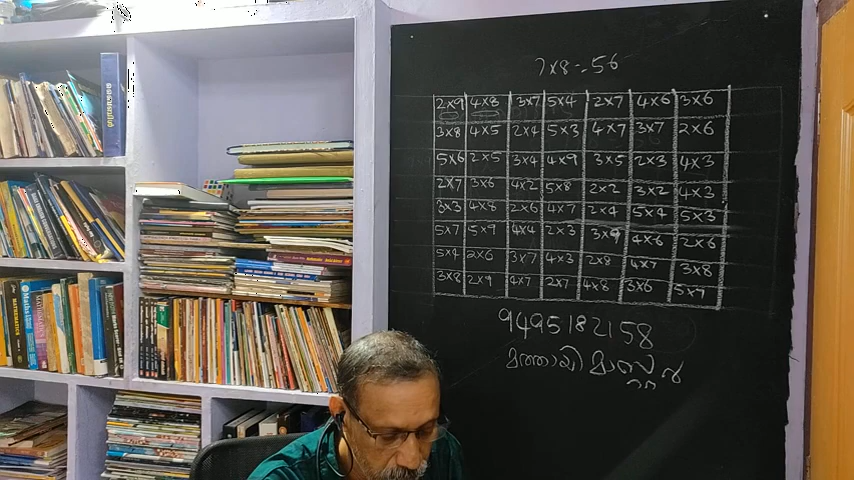 7x8=56
2x9 4x8 3x7 5x4 2x7 4x6 3x6
3x8 4x5 2x4 5x3 4x7 3x7 2x6
5x6 2x5 3x4 4x9 3x5 2x3 4x3
2x7 3x6 4x2 5x8 2x2 3x2 4x3
3x3 4x8 2x6 4x7 2x4 5x4 5x3
5x7 5x9 4x4 2x3 3x9 4x6 2x6
5x4 2x6 3x7 4x3 2x8 4x7 3x8
3x8 2x9 4x7 2x7 4x8 3x6 5x7
9495182158
മത്തായി മാസ്റ്റർ